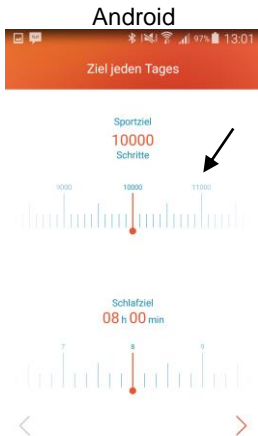 Android
97% 13:01
Ziel jeden Tages
Sportziel
10000
Schritte
9000 10000 11000
Schlafziel
08 h 00 min
7 8 9